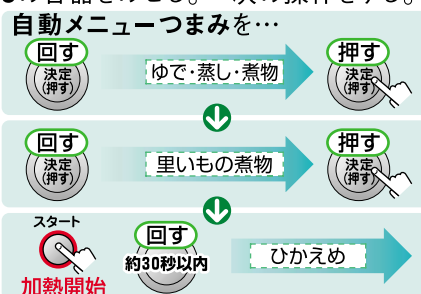 自動メニューつまみを…
回す 押す
決定 ゆで・蒸し・煮物 決定
(押す) (押す)
回す 押す
決定 里いもの煮物 決定
(押す) (押す)
スタート 回す
約30秒以内 ひかえめ
加熱開始